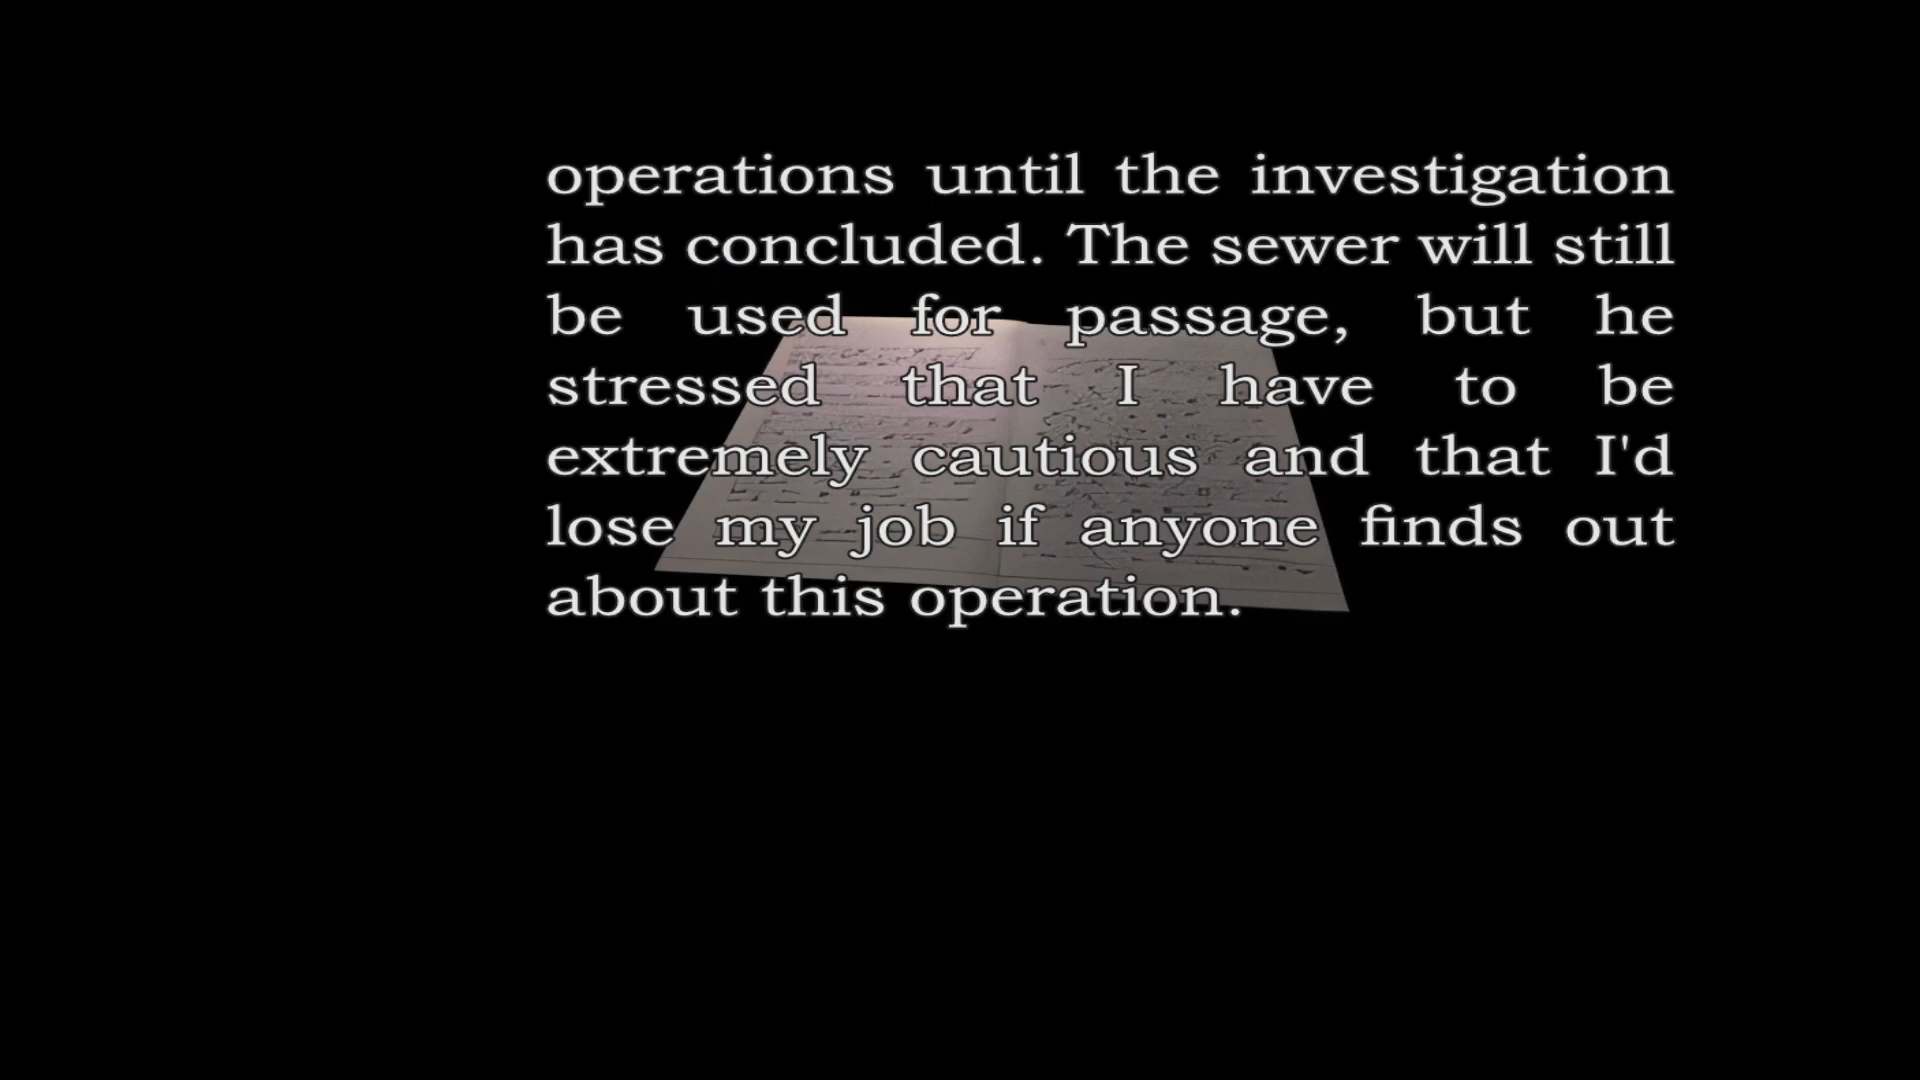 operations until the investigation
has concluded. The sewer will still
be used for passage, but he
stressed that I have to be
extremely cautious and that I'd
lose my job if anyone finds out
about this operation.